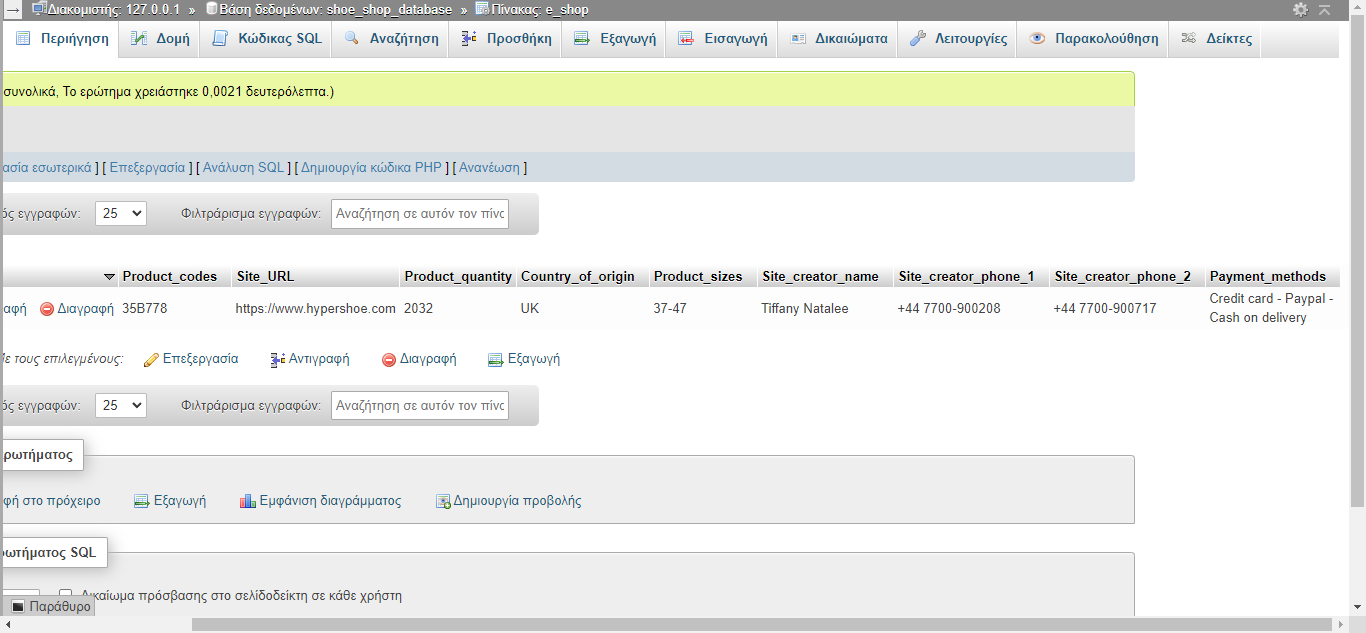 Διακομιστής: 127.0.0.1 » Βάση δεδομένων: shoe_shop_database » Πίνακας: e_shop
Περιήγηση Δομή Κώδικας SQL Αναζήτηση Προσθήκη Εξαγωγή Εισαγωγή Δικαιώματα Λειτουργίες Παρακολούθηση Δείκτες
συνολικά, Το ερώτημα χρειάστηκε 0,0021 δευτερόλεπτα.)
ασία εσωτερικά ] [ Επεξεργασία ] [ Ανάλυση SQL ] [ Δημιουργία κώδικα PHP ] [ Ανανέωση ]
ός εγγραφών: 25 Φιλτράρισμα εγγραφών: Αναζήτηση σε αυτόν τον πίνα
Product_codes Site_URL Product_quantity Country_of_origin Product_sizes Site_creator_name Site_creator_phone_1 Site_creator_phone_2 Payment_methods
αφή Διαγραφή 35B778 https://www.hypershoe.com 2032 UK 37-47 Tiffany Natalee +44 7700-900208 +44 7700-900717 Credit card - Paypal -
Cash on delivery
ε τους επιλεγμένους: Επεξεργασία Αντιγραφή Διαγραφή Εξαγωγή
ός εγγραφών: 25 Φιλτράρισμα εγγραφών: Αναζήτηση σε αυτόν τον πίνα
ρωτήματος
φή στο πρόχειρο Εξαγωγή Εμφάνιση διαγράμματος Δημιουργία προβολής
ρωτήματος SQL
Δικαίωμα πρόσβασης στο σελίδοδείκτη σε κάθε χρήστη
Παράθυρο